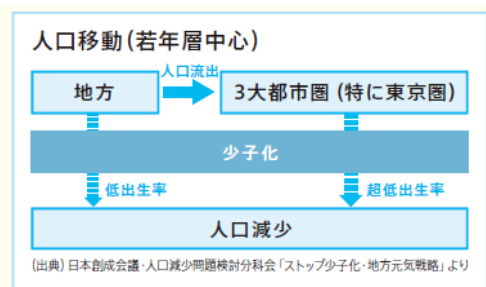 人口移動(若年層中心)
人口流出
地方
3大都市圏(特に東京圏)
少子化
低出生率
超低出生率
人口減少
(出典)日本創成会議・人口減少問題検討分科会「ストップ少子化・地方元気戦略」より